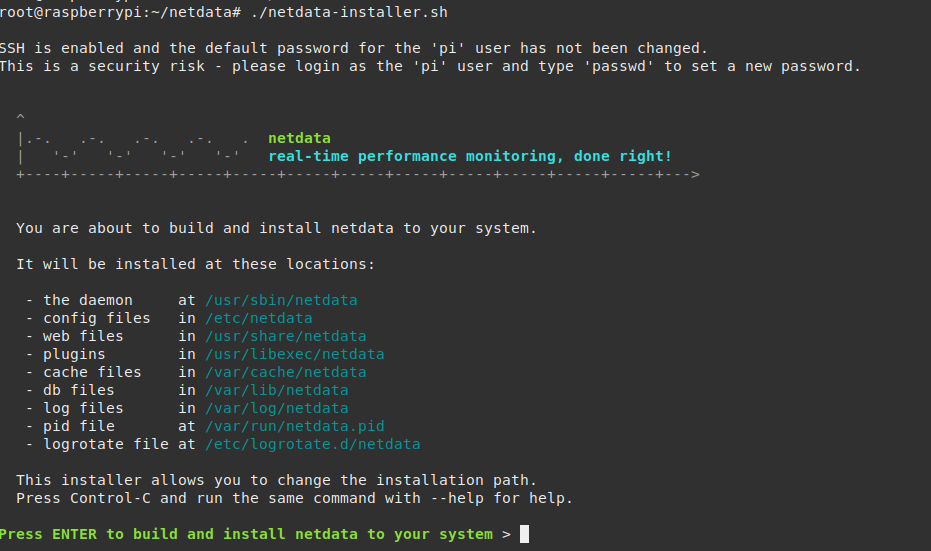 root@raspberrypi:~/netdata# ./netdata-installer.sh
SSH is enabled and the default password for the 'pi' user has not been changed.
This is a security risk - please login as the 'pi' user and type 'passwd' to set a new password.
^
|.-.   .-.   .-.   .-.   .  netdata
|   '-'   '-'   '-'   '-'   real-time performance monitoring, done right!
+----+-----+-----+-----+-----+-----+-----+-----+-----+-----+-----+-----+--->
You are about to build and install netdata to your system.
It will be installed at these locations:
- the daemon     at /usr/sbin/netdata
- config files   in /etc/netdata
- web files      in /usr/share/netdata
- plugins        in /usr/libexec/netdata
- cache files    in /var/cache/netdata
- db files       in /var/lib/netdata
- log files      in /var/log/netdata
- pid file       at /var/run/netdata.pid
- logrotate file at /etc/logrotate.d/netdata
This installer allows you to change the installation path.
Press Control-C and run the same command with --help for help.
Press ENTER to build and install netdata to your system >